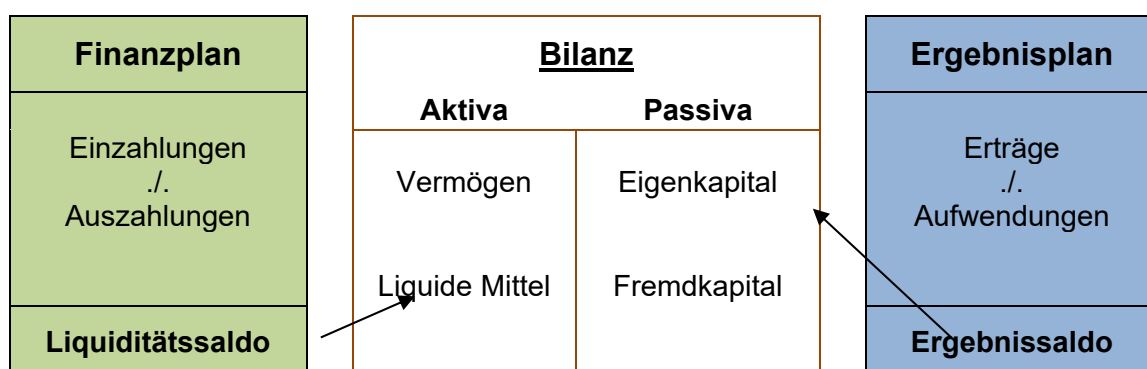 Finanzplan
Einzahlungen
./.
Auszahlungen
Liquiditätssaldo
Bilanz
Aktiva Passiva
Vermögen Eigenkapital
Liquide Mittel Fremdkapital
Ergebnisplan
Erträge
./.
Aufwendungen
Ergebnissaldo